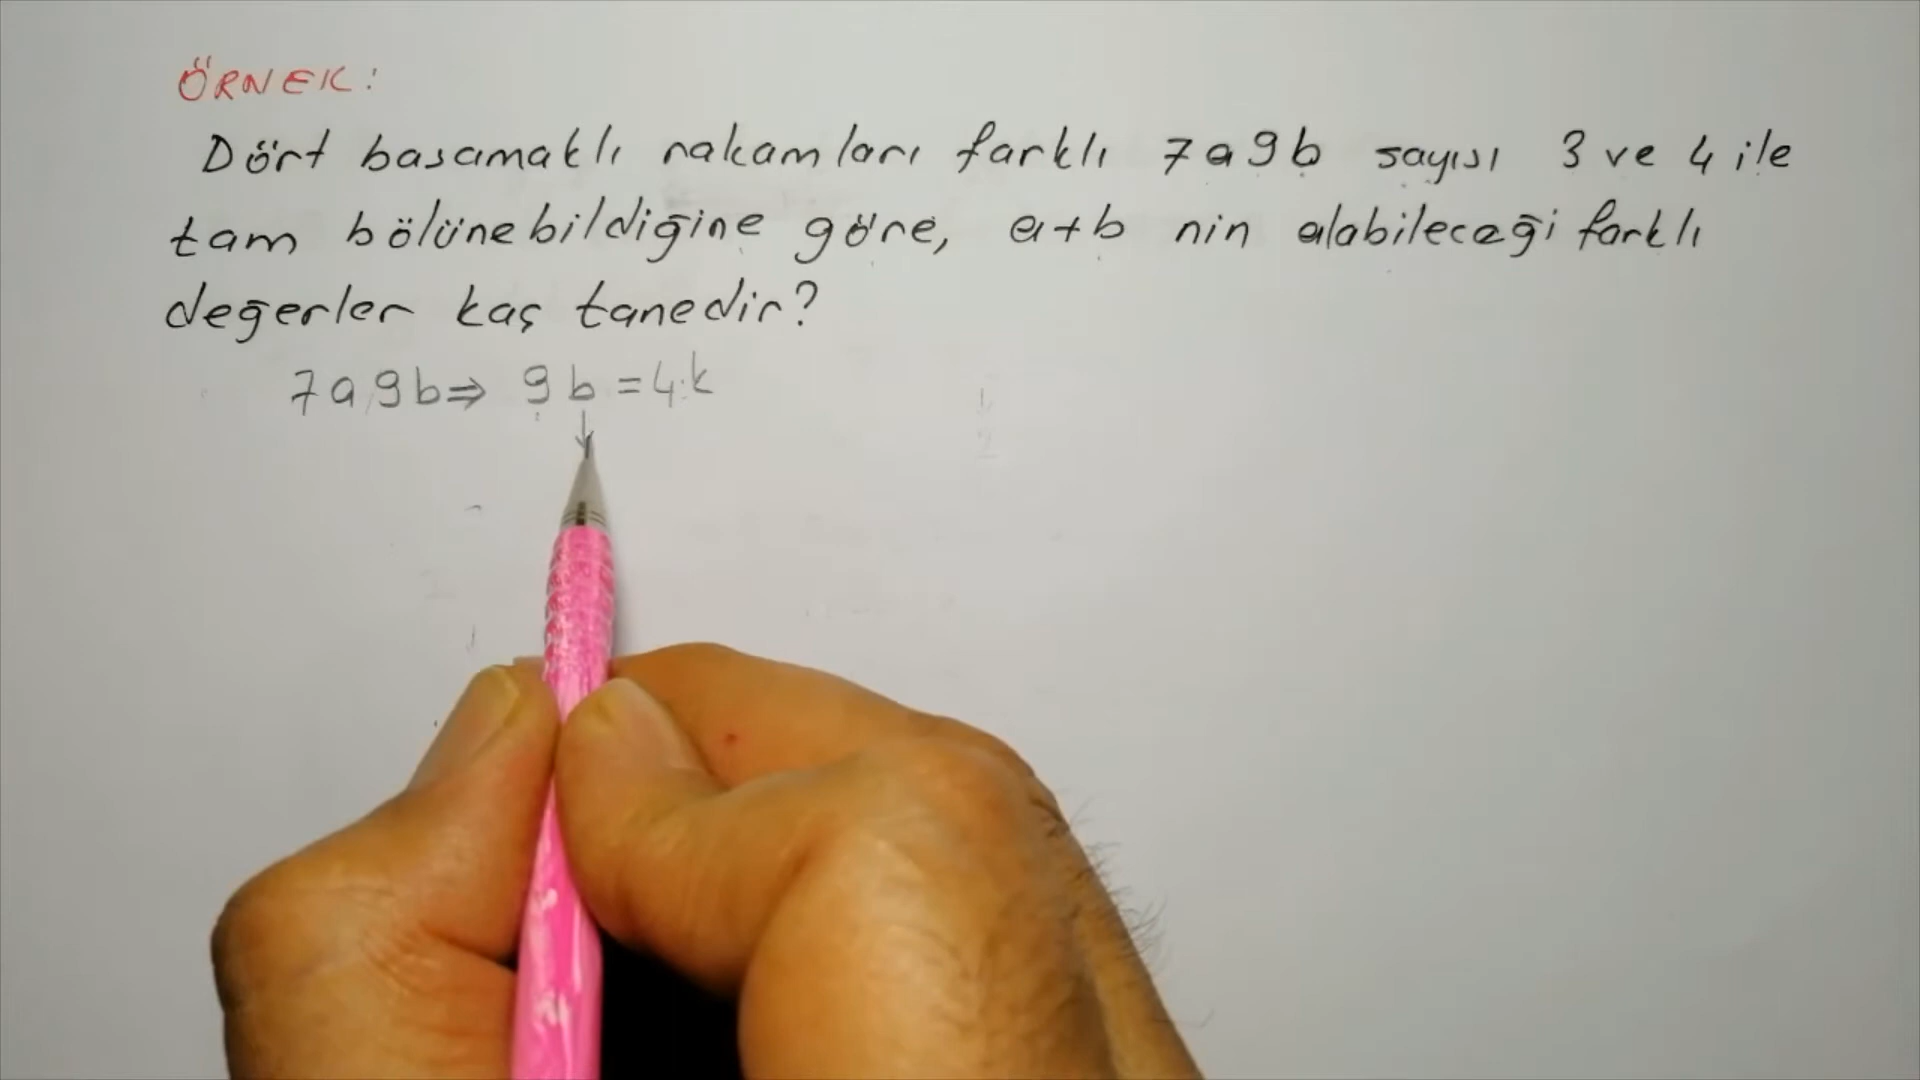 ÖRNEK:
Dört basamaklı rakamları farklı 7a9b sayısı 3 ve 4 ile
tam bölünebildiğine göre, a+b nin alabileceği farklı
değerler kaç tanedir?
7a9b⇒ 9b=4.k
↓